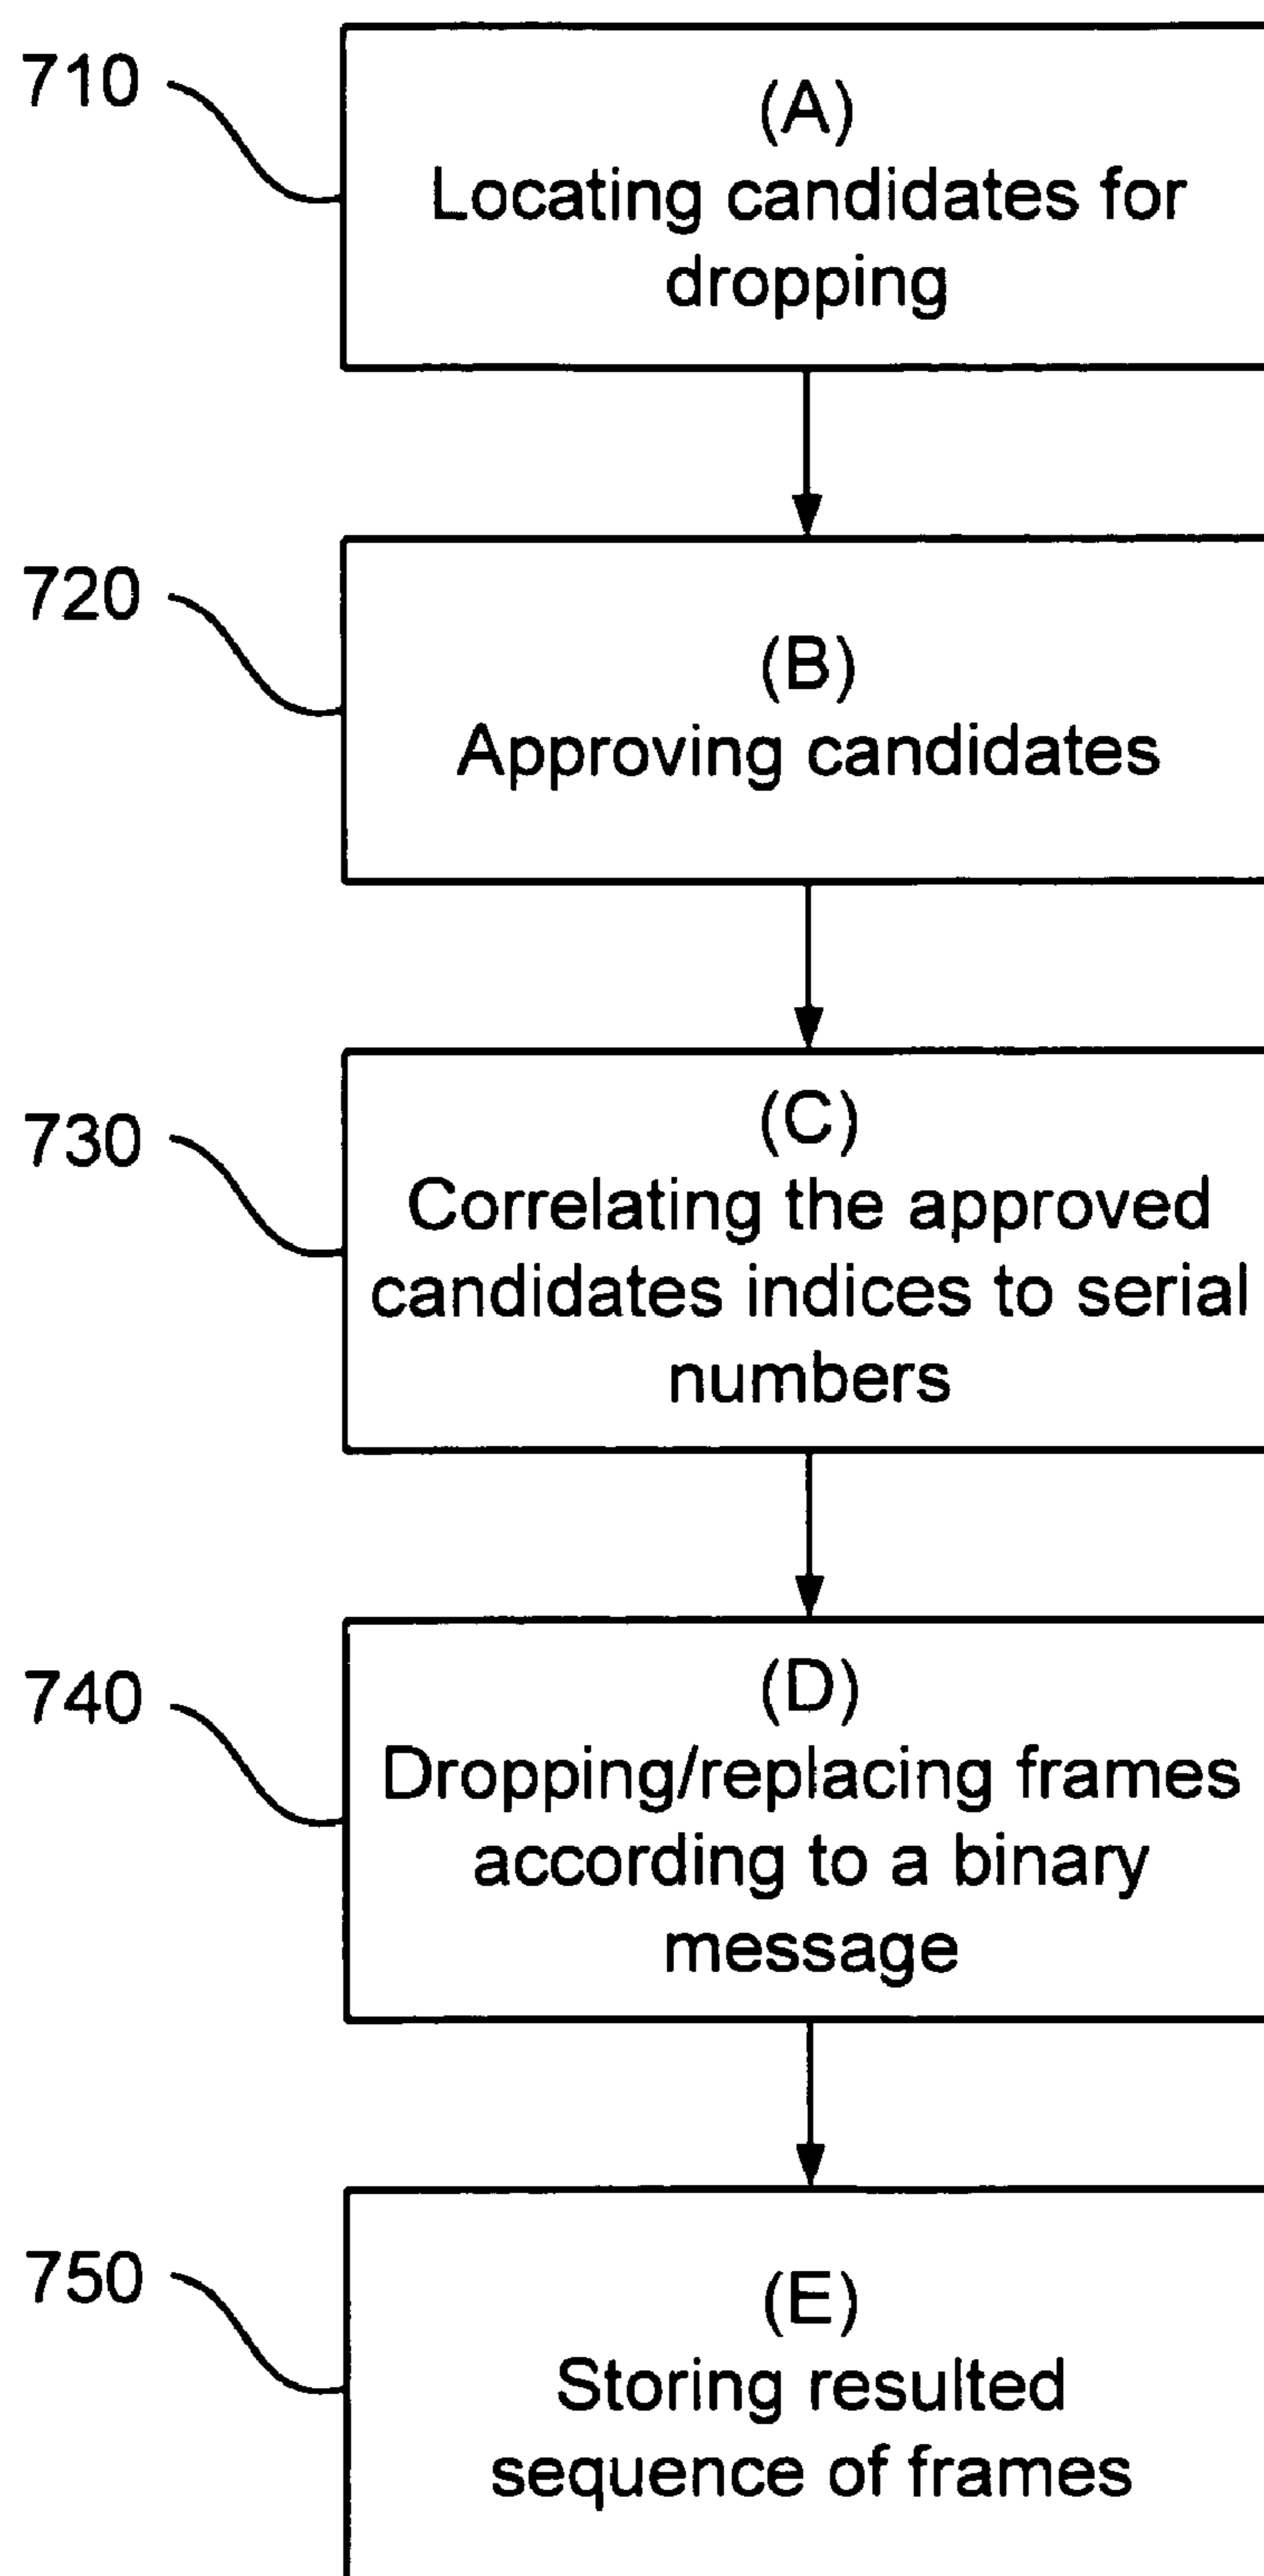 710
(A)
Locating candidates for
dropping
720
(B)
Approving candidates
730
(C)
Correlating the approved
candidates indices to serial
numbers
740
(D)
Dropping/replacing frames
according to a binary
message
750
(E)
Storing resulted
sequence of frames